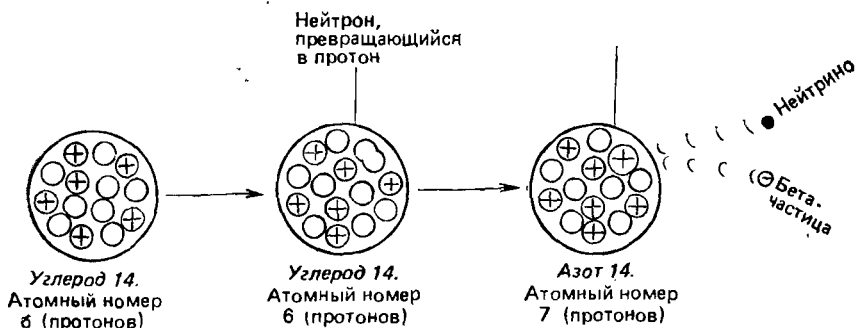 Нейтрон,
превращающийся
в протон
Нейтрино
Бета-
частица
Углерод 14.
Атомный номер
6 (протонов)
Углерод 14.
Атомный номер
6 (протонов)
Азот 14.
Атомный номер
7 (протонов)